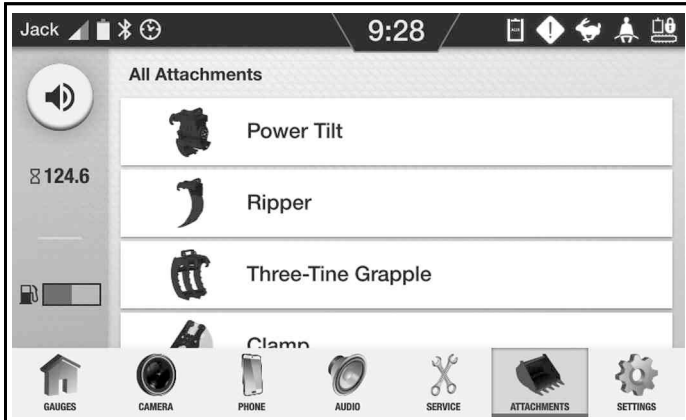 Jack 9:28
All Attachments
Power Tilt
124.6
Ripper
Three-Tine Grapple
Clamp
GAUGES CAMERA PHONE AUDIO SERVICE ATTACHMENTS SETTINGS